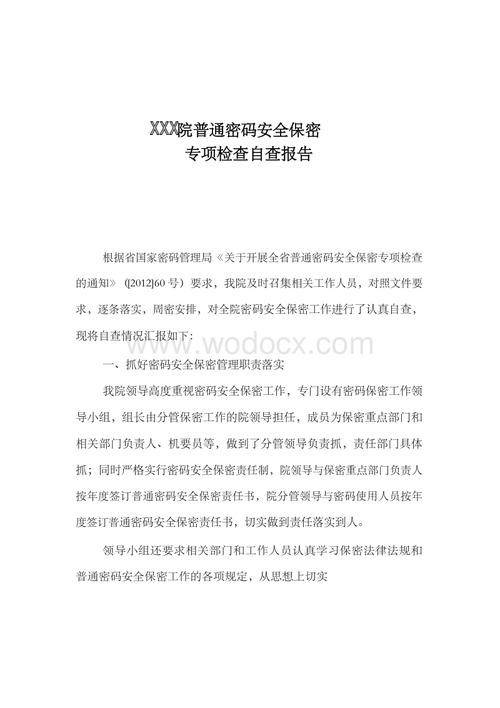 XXX院普通密码安全保密
专项检查自查报告
根据省国家密码管理局《关于开展全省普通密码安全保密专项检查
的通知》([2012]60 号）要求，我院及时召集相关工作人员，对照文件要
求，逐条落实，周密安排，对全院密码安全保密工作进行了认真自查，
现将自查情况汇报如下:
www.wodocx.com
一、抓好密码安全保密管理职责落实
我院领导高度重视密码安全保密工作，专门设有密码保密工作领
导小组，组长由分管保密工作的院领导担任，成员为保密重点部门和
相关部门负责人、机要员等，做到了分管领导负责抓，责任部门具体
抓；同时严格实行密码安全保密责任制，院领导与保密重点部门负责人
按年度签订普通密码安全保密责任书，院分管领导与密码使用人员按年
度签订普通密码安全保密责任书，切实做到责任落实到人。
领导小组还要求相关部门和工作人员认真学习保密法律法规和
普通密码安全保密工作的各项规定，从思想上切实